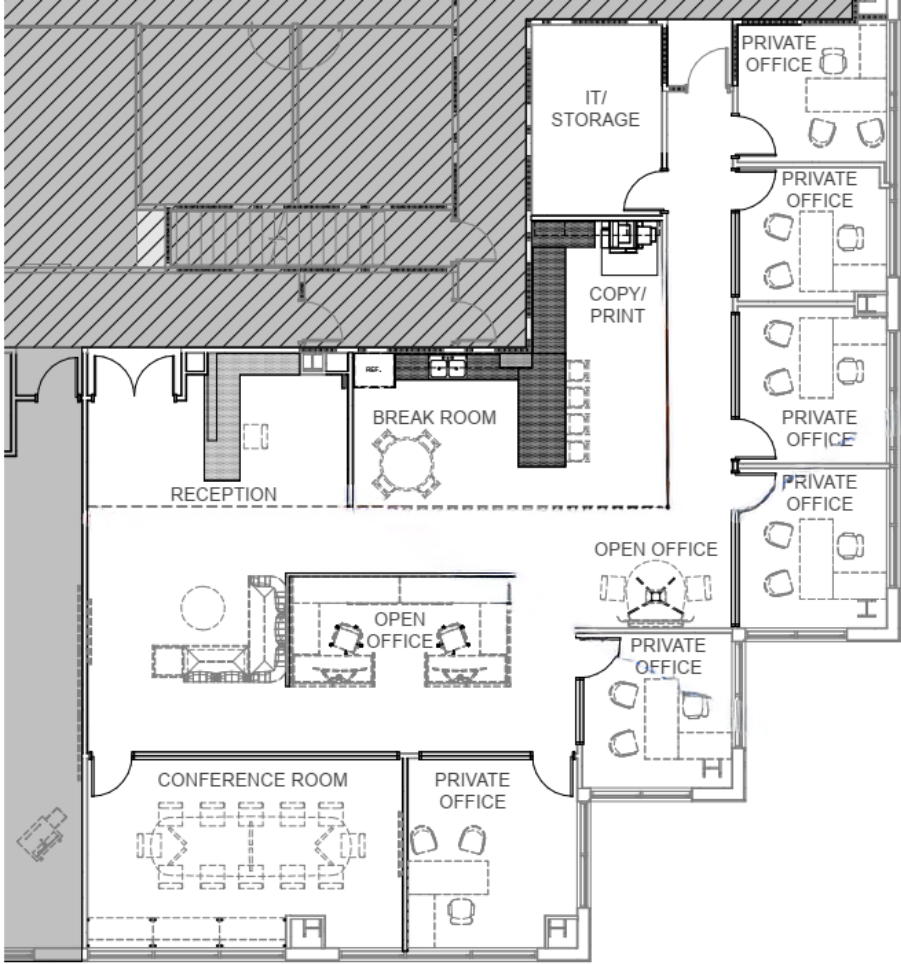 PRIVATE
OFFICE
IT/
STORAGE
PRIVATE
OFFICE
COPY/
PRINT
REF.
BREAK ROOM
PRIVATE
OFFICE
PRIVATE
OFFICE
RECEPTION
OPEN OFFICE
OPEN
OFFICE
PRIVATE
OFFICE
CONFERENCE ROOM
PRIVATE
OFFICE